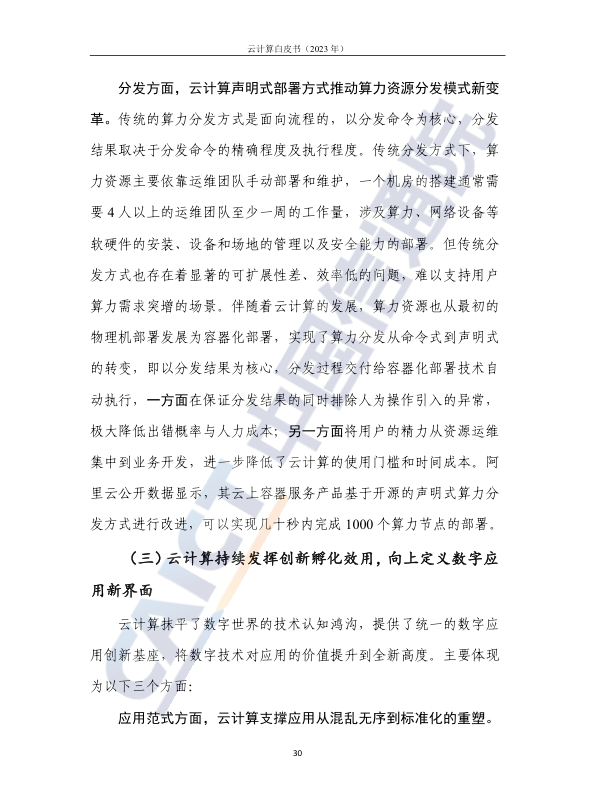 云计算白皮书（2023 年）
分发方面，云计算声明式部署方式推动算力资源分发模式新变
革。传统的算力分发方式是面向流程的，以分发命令为核心，分发
结果取决于分发命令的精确程度及执行程度。传统分发方式下，算
力资源主要依靠运维团队手动部署和维护，一个机房的搭建通常需
要 4 人以上的运维团队至少一周的工作量，涉及算力、网络设备等
软硬件的安装、设备和场地的管理以及安全能力的部署。但传统分
发方式也存在着显著的可扩展性差、效率低的问题，难以支持用户
算力需求突增的场景。伴随着云计算的发展，算力资源也从最初的
物理机部署发展为容器化部署，实现了算力分发从命令式到声明式
的转变，即以分发结果为核心，分发过程交付给容器化部署技术自
动执行，一方面在保证分发结果的同时排除人为操作引入的异常，
极大降低出错概率与人力成本；另一方面将用户的精力从资源运维
集中到业务开发，进一步降低了云计算的使用门槛和时间成本。阿
里云公开数据显示，其云上容器服务产品基于开源的声明式算力分
发方式进行改进，可以实现几十秒内完成 1000 个算力节点的部署。
（三）云计算持续发挥创新孵化效用，向上定义数字应
用新界面
云计算抹平了数字世界的技术认知鸿沟，提供了统一的数字应
用创新基座，将数字技术对应用的价值提升到全新高度。主要体现
为以下三个方面：
应用范式方面，云计算支撑应用从混乱无序到标准化的重塑。
30
CAICT 中国信通院